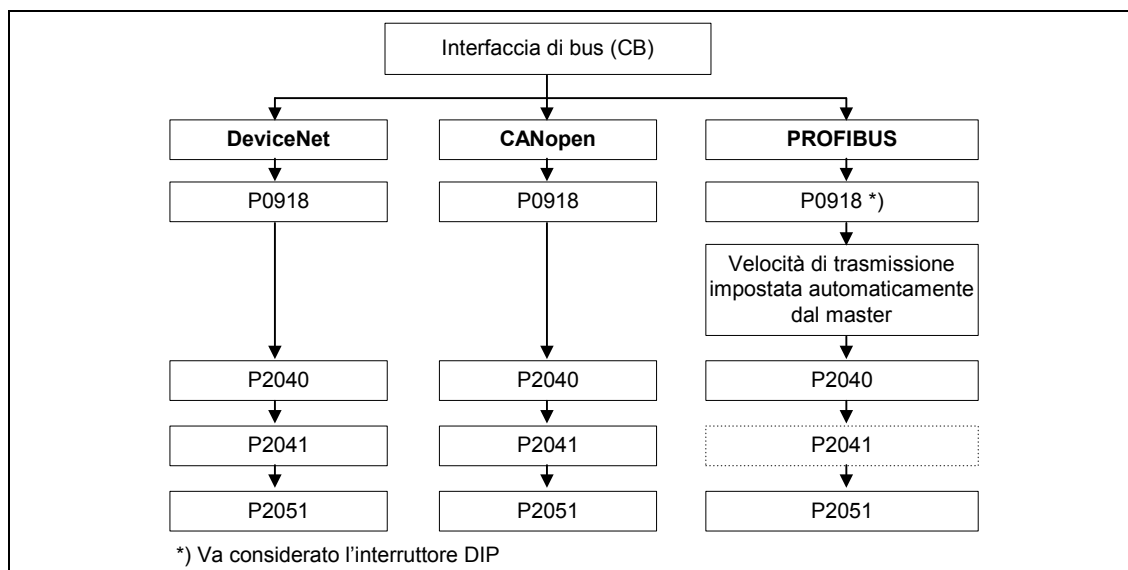 Interfaccia di bus (CB)
DeviceNet
CANopen
PROFIBUS
P0918
P0918
P0918 *)
Velocità di trasmissione
impostata automaticamente
dal master
P2040
P2040
P2040
P2041
P2041
P2041
P2051
P2051
P2051
*) Va considerato l'interruttore DIP